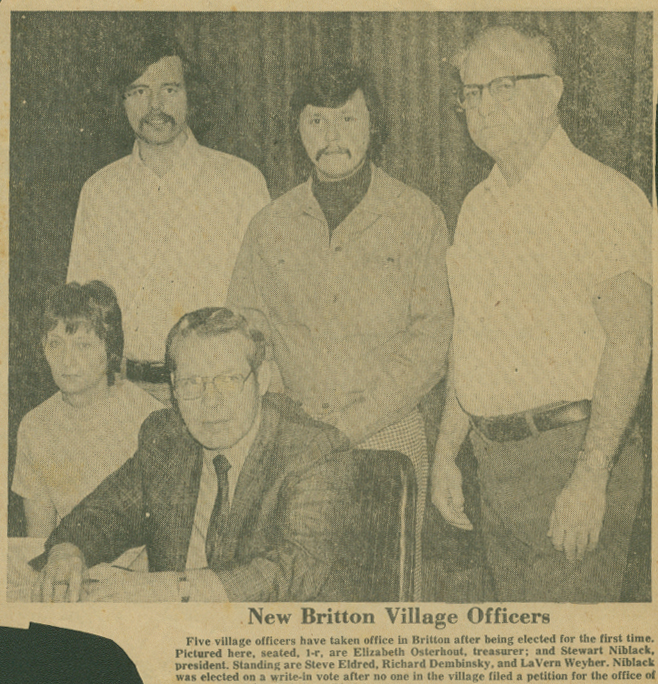 New Britton Village Officers
Five village officers have taken office in Britton after being elected for the first time.
Pictured here, seated, l-r, are Elizabeth Osterhout, treasurer; and Stewart Niblack,
president. Standing are Steve Eldred, Richard Dembinsky, and LaVern Weyher. Niblack
was elected on a write-in vote after no one in the village filed a petition for the office of